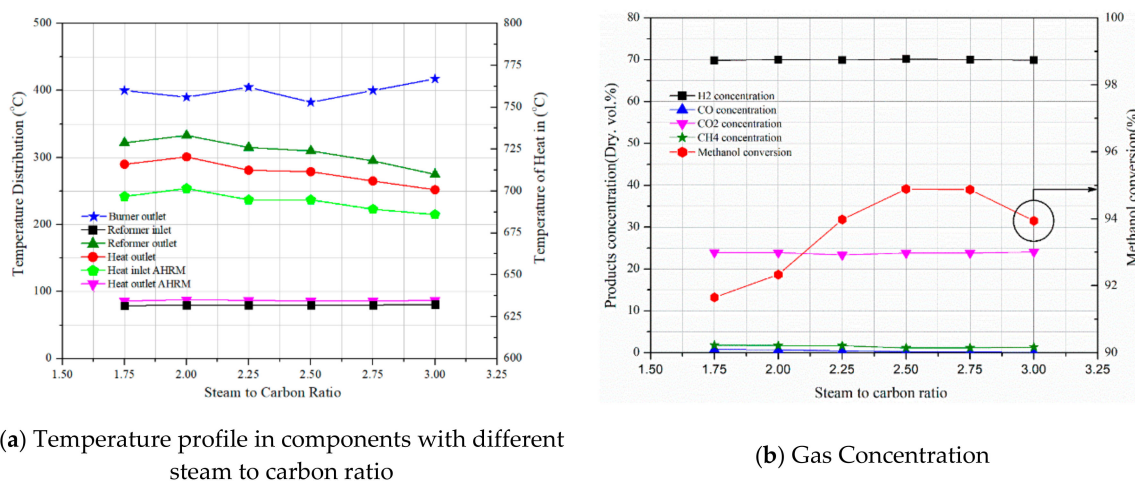 500
400
300
200
100
0
Temperature Distribution (°C)
800
775
750
725
700
675
650
625
600
Temperature of Heat in (°C)
Burner outlet
Reformer inlet
Reformer outlet
Heat outlet
Heat inlet AHRM
Heat outlet AHRM
1.50 1.75 2.00 2.25 2.50 2.75 3.00 3.25
Steam to Carbon Ratio
(a) Temperature profile in components with different
steam to carbon ratio
80
70
60
50
40
30
20
10
0
Products concentration(Dry. vol.%)
100
98
96
94
92
90
Methanol conversion(%)
H2 concentration
CO concentration
CO2 concentration
CH4 concentration
Methanol conversion
1.50 1.75 2.00 2.25 2.50 2.75 3.00 3.25
Steam to carbon ratio
(b) Gas Concentration